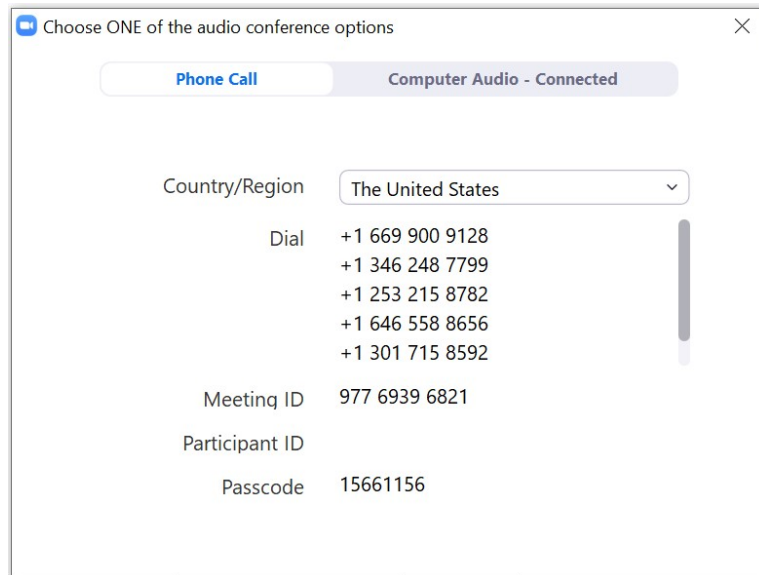 Choose ONE of the audio conference options
Phone Call Computer Audio - Connected
Country/Region The United States
Dial +1 669 900 9128
+1 346 248 7799
+1 253 215 8782
+1 646 558 8656
+1 301 715 8592
Meeting ID 977 6939 6821
Participant ID
Passcode 15661156